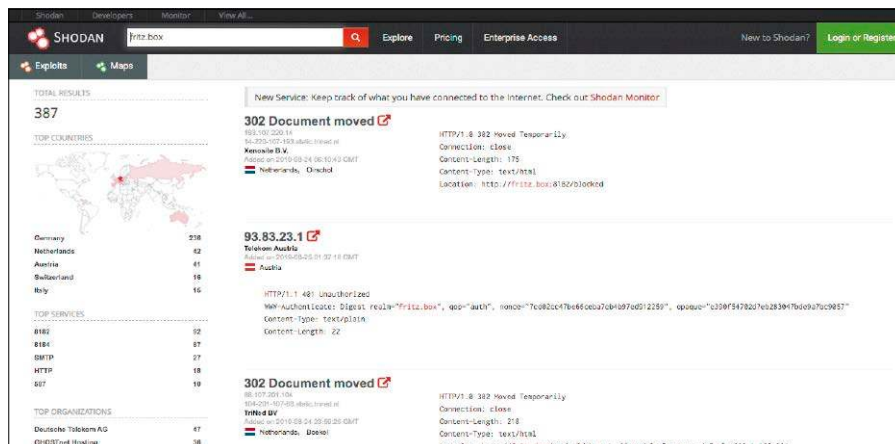 Shodan Developers Monitor View All...
SHODAN fritz.box Explore Pricing Enterprise Access New to Shodan? Login or Register
Exploits Maps
TOTAL RESULTS
387
TOP COUNTRIES
Germany
Netherlands 42
Austria 41
Switzerland
Italy 15
TOP SERVICES
8182
8184
SMTP 27
HTTP 18
587 10
TOP ORGANIZATIONS
Deutsche Telekom AG 47
GHOSTnet Hosting
New Service: Keep track of what you have connected to the Internet. Check out Shodan Monitor
302 Document moved
Xenosite B.V.
Netherlands,
HTTP/1.0 302 Moved Temporarily
Connection: close
Content-Length: 175
Content-Type: text/html
Location: http://fritz.box:8182/blocked
93.83.23.1
Telekom Austria
Austria
HTTP/1.1 401 Unauthorized
WWW-Authenticate: Digest realm="fritz.box", qop="auth",
Content-Type: text/plain
Content-Length: 22
302 Document moved
TriNed BV
Netherlands, Boekel
HTTP/1.0 302 Moved Temporarily
Connection: close
Content-Length: 218
Content-Type: text/html